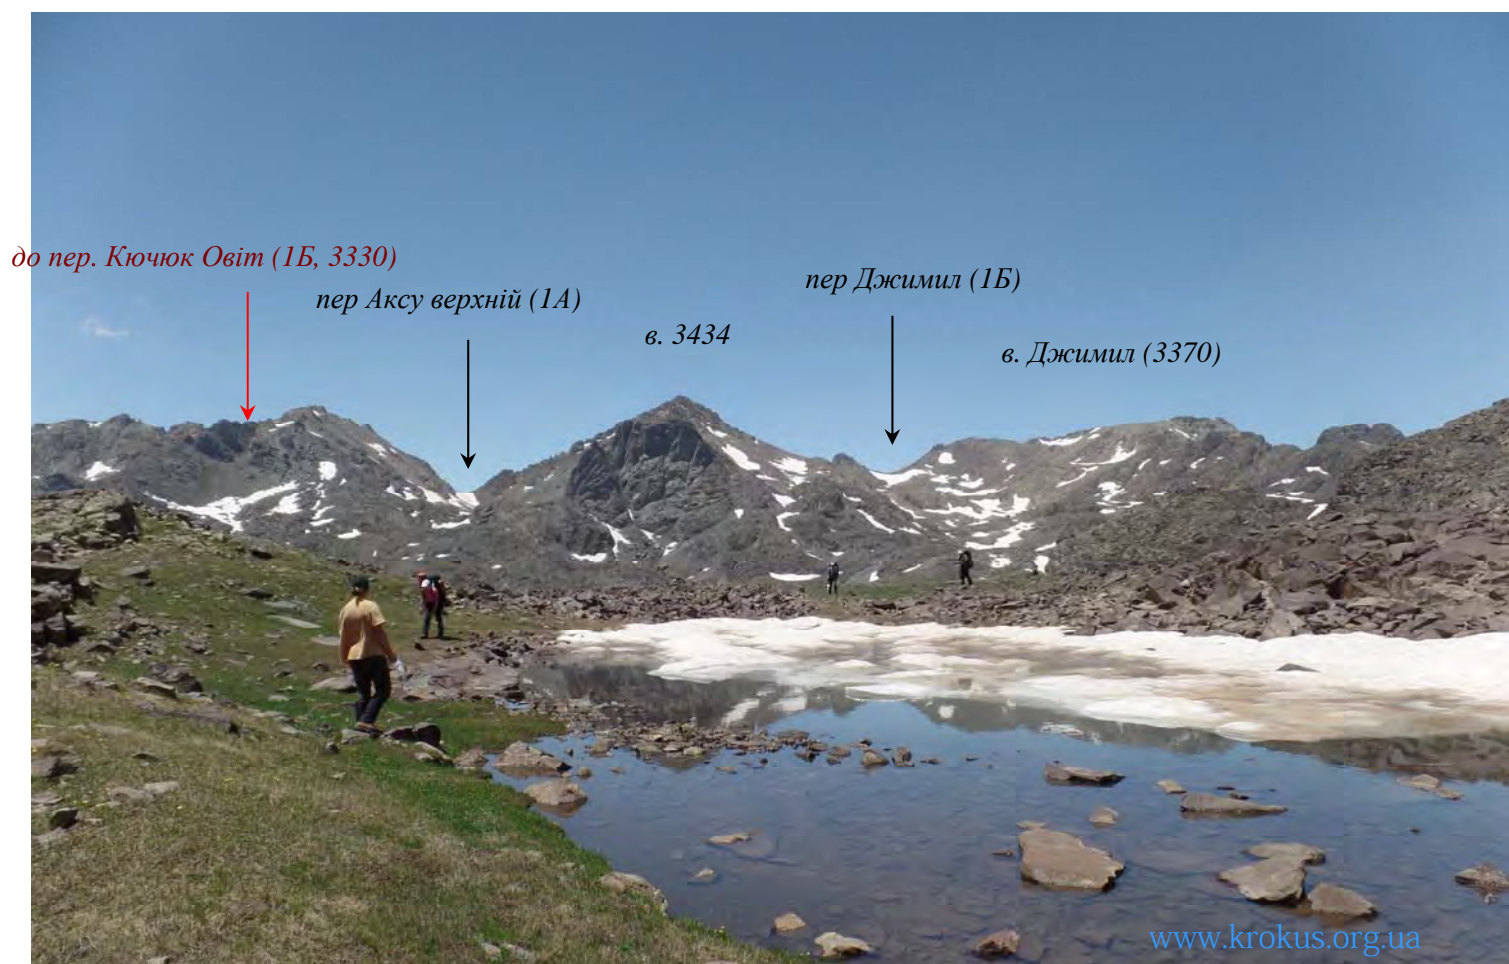 до пер. Кючюк Овіт (1Б, 3330)
пер Аксу верхній (1А)
в. 3434
пер Джимил (1Б)
в. Джимил (3370)
www.krokus.org.ua